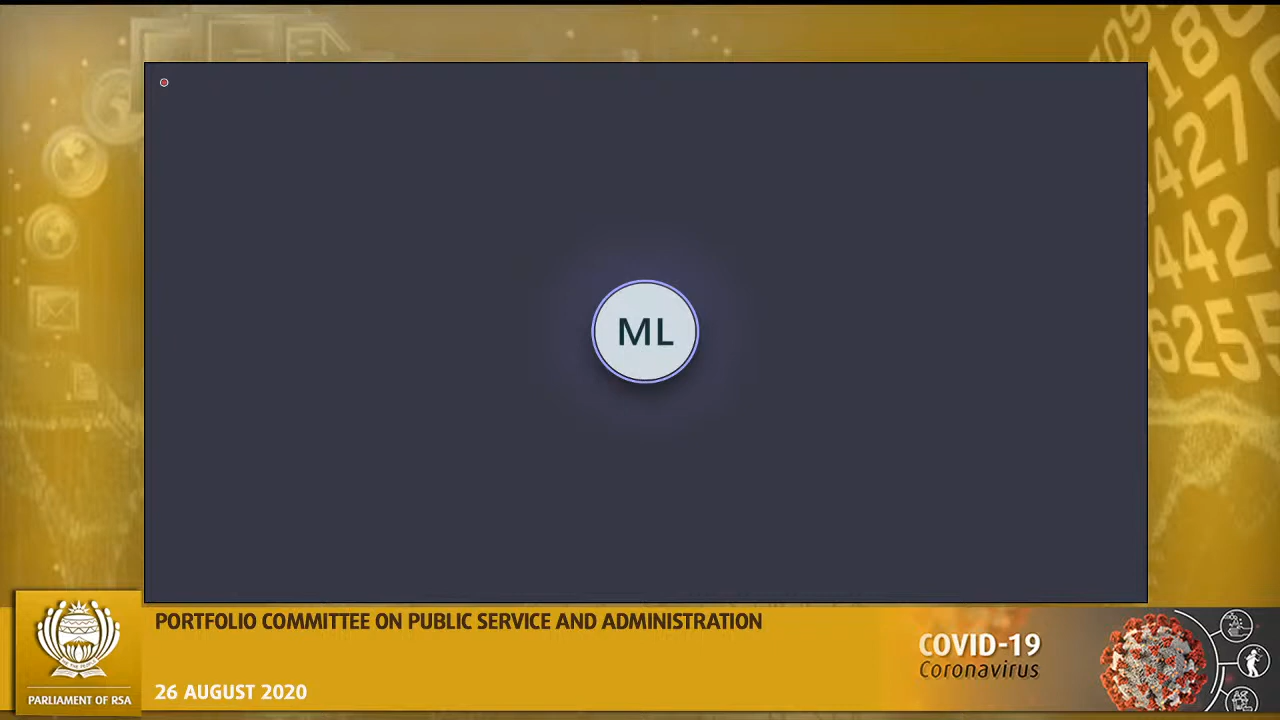 ML
PORTFOLIO COMMITTEE ON PUBLIC SERVICE AND ADMINISTRATION
26 AUGUST 2020
PARLIAMENT OF RSA
COVID-19
Coronavirus